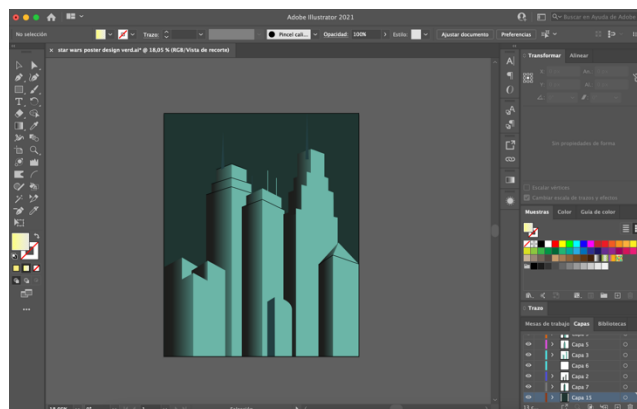 Adobe Illustrator 2021
Buscar en Ayuda de Adobe
No selección
Trazo:
Pincel cali...
Opacidad: 100%
Estilo:
Ajustar documento
Preferencias
× star wars poster design verd.ai* @ 18,05 % (RGB/Vista de recorte)
Transformar Alinear
Sin propiedades de forma
Escalar vértices
Cambiar escala de trazos y efectos
Muestras Color Guía de color
Trazo
Mesas de trabajo Capas Bibliotecas
Capa 5
Capa 3
Capa 6
Capa 2
Capa 7
Capa 15
Selección